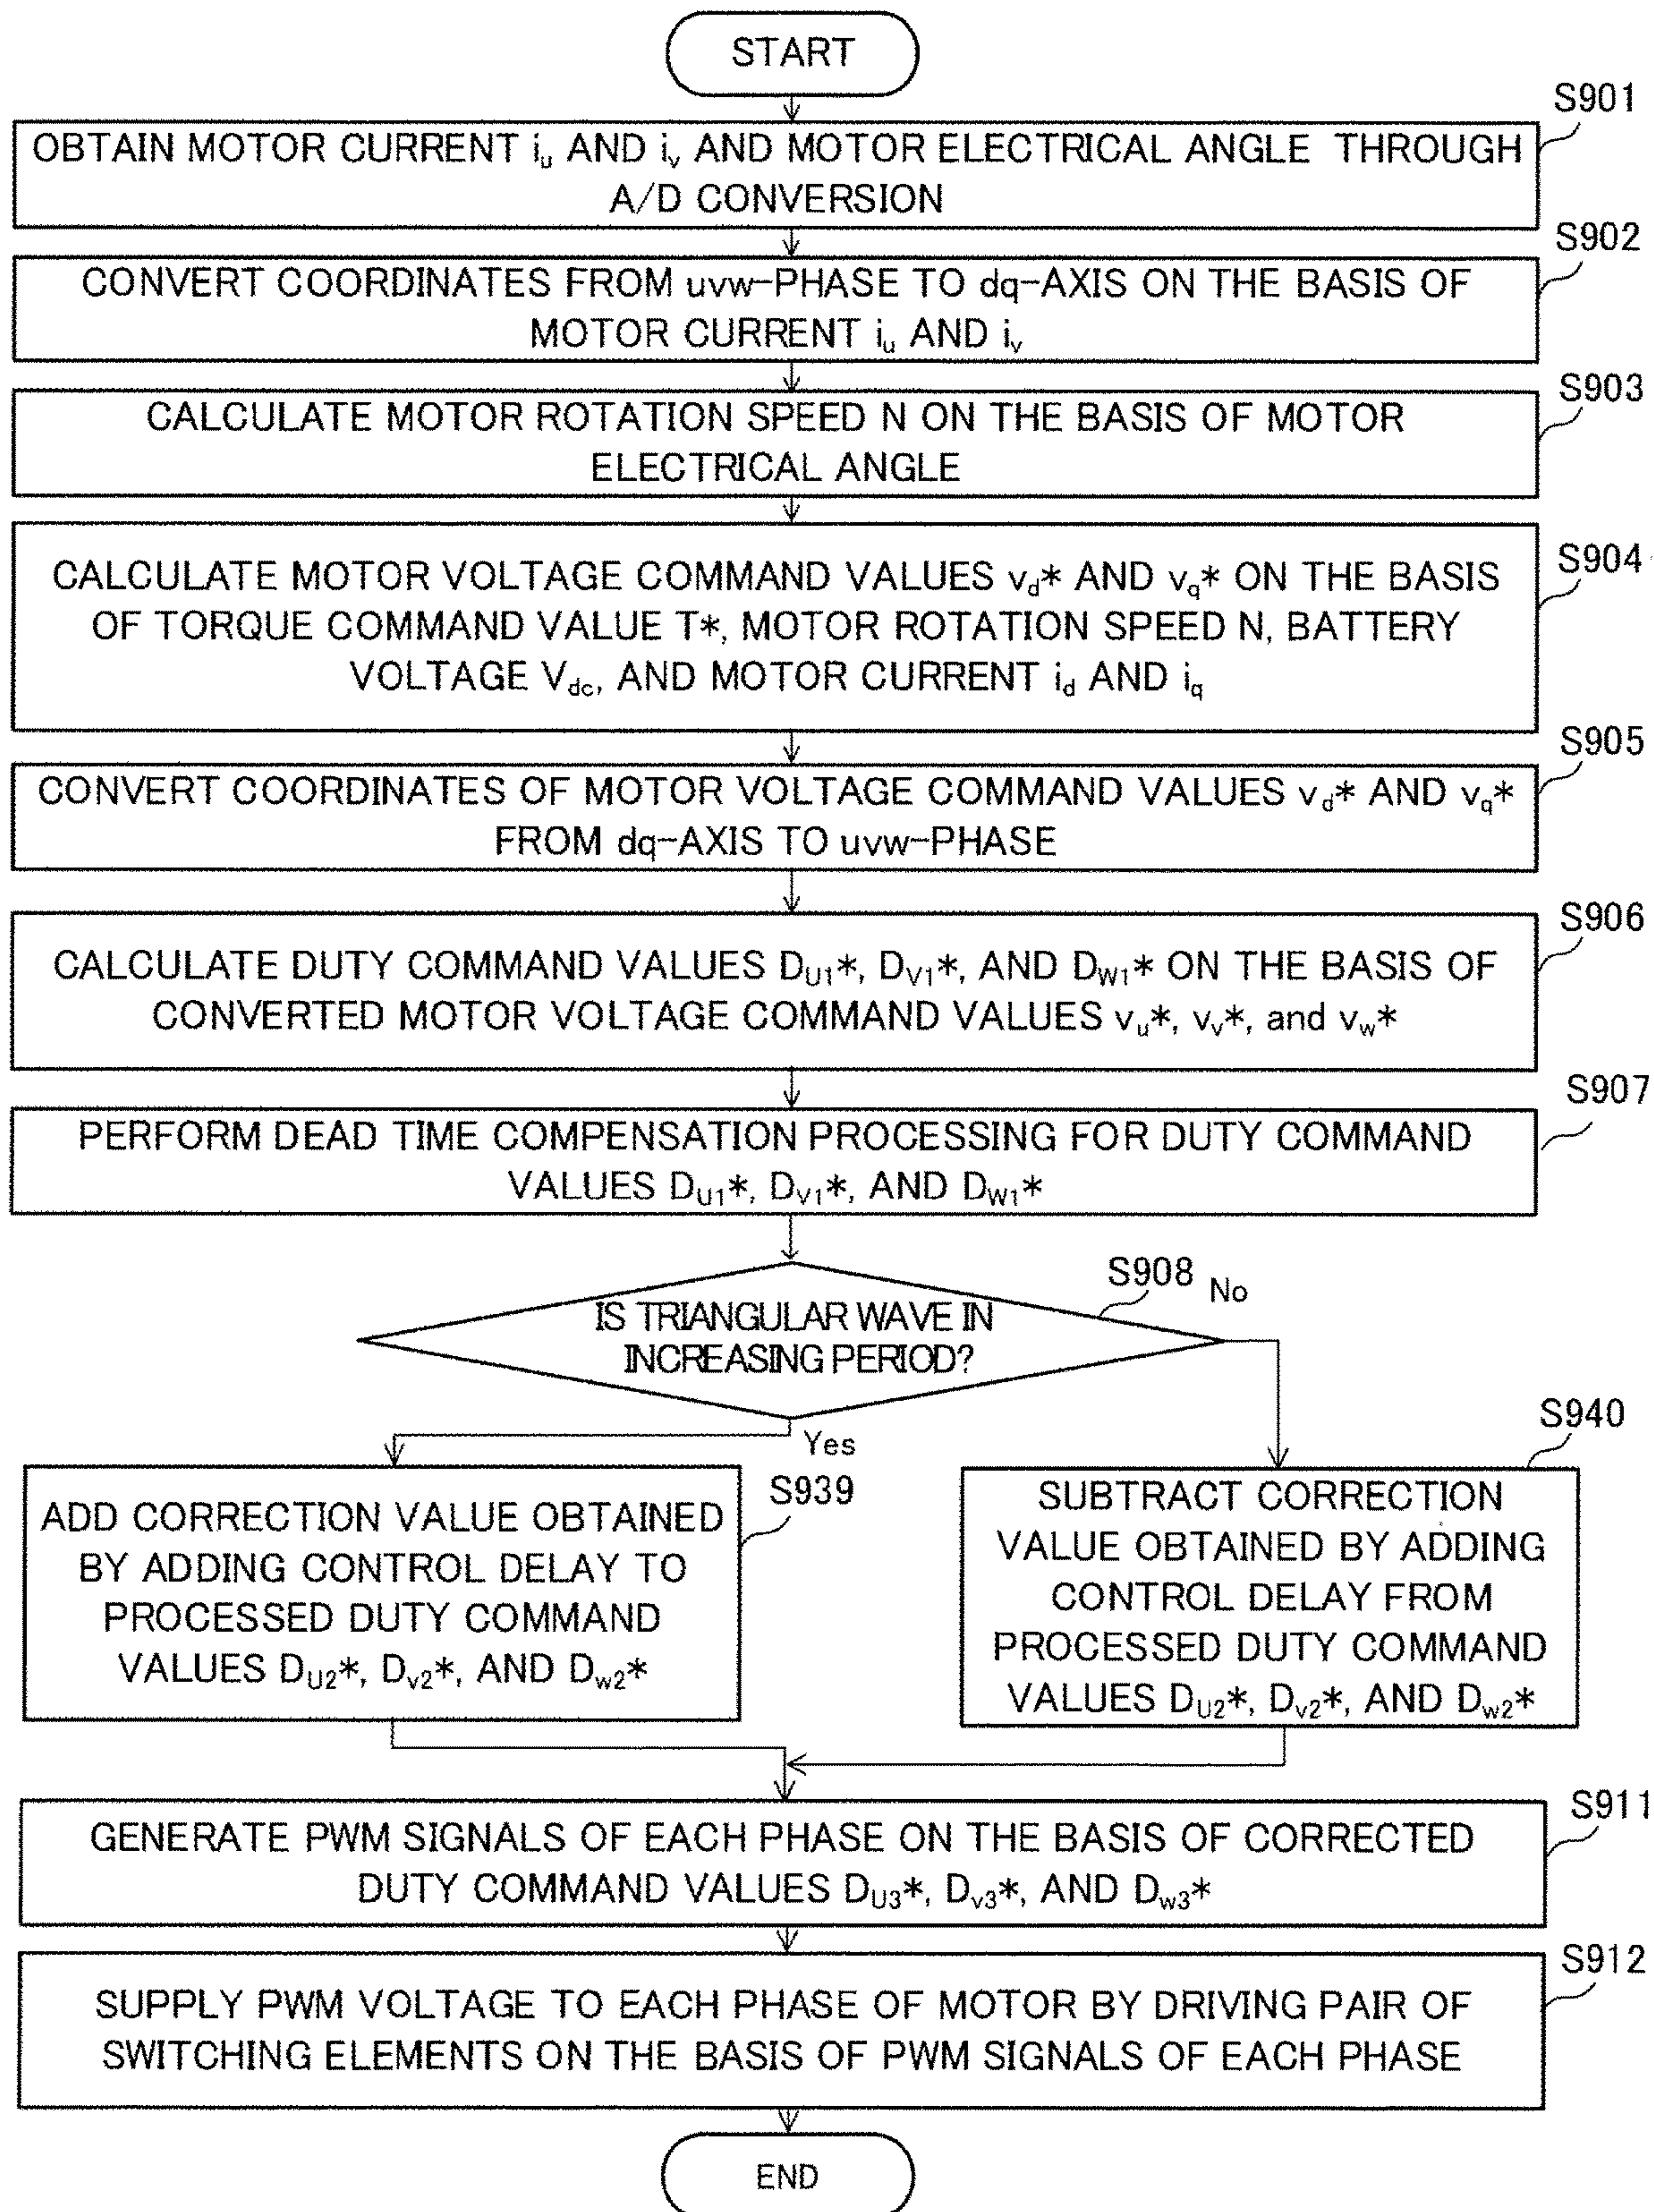 START
S901
OBTAIN MOTOR CURRENT iu AND iv AND MOTOR ELECTRICAL ANGLE THROUGH
A/D CONVERSION
S902
CONVERT COORDINATES FROM uvw-PHASE TO dq-AXIS ON THE BASIS OF
MOTOR CURRENT iu AND iv
S903
CALCULATE MOTOR ROTATION SPEED N ON THE BASIS OF MOTOR
ELECTRICAL ANGLE
S904
CALCULATE MOTOR VOLTAGE COMMAND VALUES vd* AND vq* ON THE BASIS
OF TORQUE COMMAND VALUE T*, MOTOR ROTATION SPEED N, BATTERY
VOLTAGE Vdc, AND MOTOR CURRENT id AND iq
S905
CONVERT COORDINATES OF MOTOR VOLTAGE COMMAND VALUES vd* AND vq*
FROM dq-AXIS TO uvw-PHASE
S906
CALCULATE DUTY COMMAND VALUES DU1*, DV1*, AND DW1* ON THE BASIS OF
CONVERTED MOTOR VOLTAGE COMMAND VALUES vu*, vv*, and vw*
S907
PERFORM DEAD TIME COMPENSATION PROCESSING FOR DUTY COMMAND
VALUES DU1*, DV1*, AND DW1*
S908
No
IS TRIANGULAR WAVE IN
INCREASING PERIOD?
Yes
S939
ADD CORRECTION VALUE OBTAINED
BY ADDING CONTROL DELAY TO
PROCESSED DUTY COMMAND
VALUES DU2*, Dv2*, AND Dw2*
S940
SUBTRACT CORRECTION
VALUE OBTAINED BY ADDING
CONTROL DELAY FROM
PROCESSED DUTY COMMAND
VALUES DU2*, Dv2*, AND Dw2*
S911
GENERATE PWM SIGNALS OF EACH PHASE ON THE BASIS OF CORRECTED
DUTY COMMAND VALUES DU3*, Dv3*, AND Dw3*
S912
SUPPLY PWM VOLTAGE TO EACH PHASE OF MOTOR BY DRIVING PAIR OF
SWITCHING ELEMENTS ON THE BASIS OF PWM SIGNALS OF EACH PHASE
END